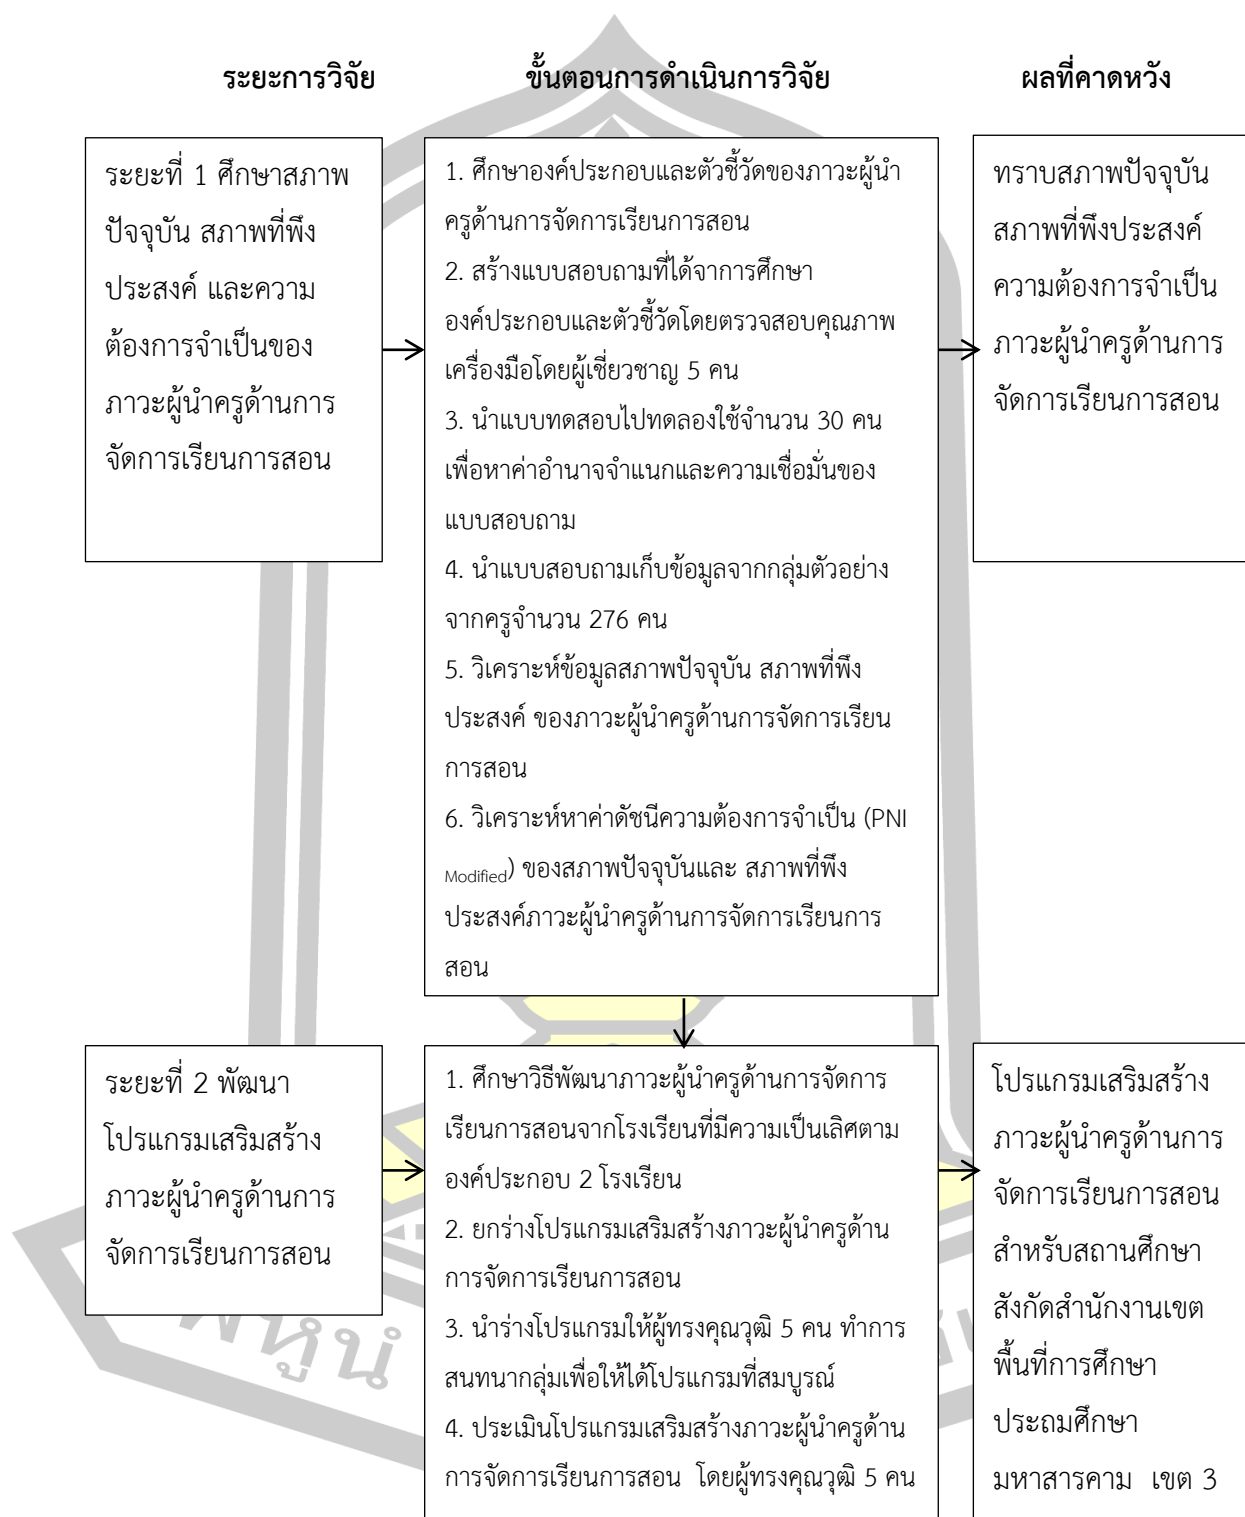 ระยะการวิจัย
ขั้นตอนการดำเนินการวิจัย
ผลที่คาดหวัง
ระยะที่ 1 ศึกษาสภาพ
ปัจจุบัน สภาพที่พึง
ประสงค์ และความ
ต้องการจำเป็นของ
ภาวะผู้นำครูด้านการ
จัดการเรียนการสอน
1. ศึกษาองค์ประกอบและตัวชี้วัดของภาวะผู้นำ
ครูด้านการจัดการเรียนการสอน
2. สร้างแบบสอบถามที่ได้จาการศึกษา
องค์ประกอบและตัวชี้วัดโดยตรวจสอบคุณภาพ
เครื่องมือโดยผู้เชี่ยวชาญ 5 คน
3. นำแบบทดสอบไปทดลองใช้จำนวน 30 คน
เพื่อหาค่าอำนาจจำแนกและความเชื่อมั่นของ
แบบสอบถาม
4. นำแบบสอบถามเก็บข้อมูลจากกลุ่มตัวอย่าง
จากครูจำนวน 276 คน
5. วิเคราะห์ข้อมูลสภาพปัจจุบัน สภาพที่พึง
ประสงค์ ของภาวะผู้นำครูด้านการจัดการเรียน
การสอน
6. วิเคราะห์หาค่าดัชนีความต้องการจำเป็น (PNI
Modified) ของสภาพปัจจุบันและ สภาพที่พึง
ประสงค์ภาวะผู้นำครูด้านการจัดการเรียนการ
สอน
ทราบสภาพปัจจุบัน
สภาพที่พึงประสงค์
ความต้องการจำเป็น
ภาวะผู้นำครูด้านการ
จัดการเรียนการสอน
ระยะที่ 2 พัฒนา
โปรแกรมเสริมสร้าง
ภาวะผู้นำครูด้านการ
จัดการเรียนการสอน
1. ศึกษาวิธีพัฒนาภาวะผู้นำครูด้านการจัดการ
เรียนการสอนจากโรงเรียนที่มีความเป็นเลิศตาม
องค์ประกอบ 2 โรงเรียน
2. ยกร่างโปรแกรมเสริมสร้างภาวะผู้นำครูด้าน
การจัดการเรียนการสอน
3. นำร่างโปรแกรมให้ผู้ทรงคุณวุฒิ 5 คน ทำการ
สนทนากลุ่มเพื่อให้ได้โปรแกรมที่สมบูรณ์
4. ประเมินโปรแกรมเสริมสร้างภาวะผู้นำครูด้าน
การจัดการเรียนการสอน โดยผู้ทรงคุณวุฒิ 5 คน
โปรแกรมเสริมสร้าง
ภาวะผู้นำครูด้านการ
จัดการเรียนการสอน
สำหรับสถานศึกษา
สังกัดสำนักงานเขต
พื้นที่การศึกษา
ประถมศึกษา
มหาสารคาม เขต 3